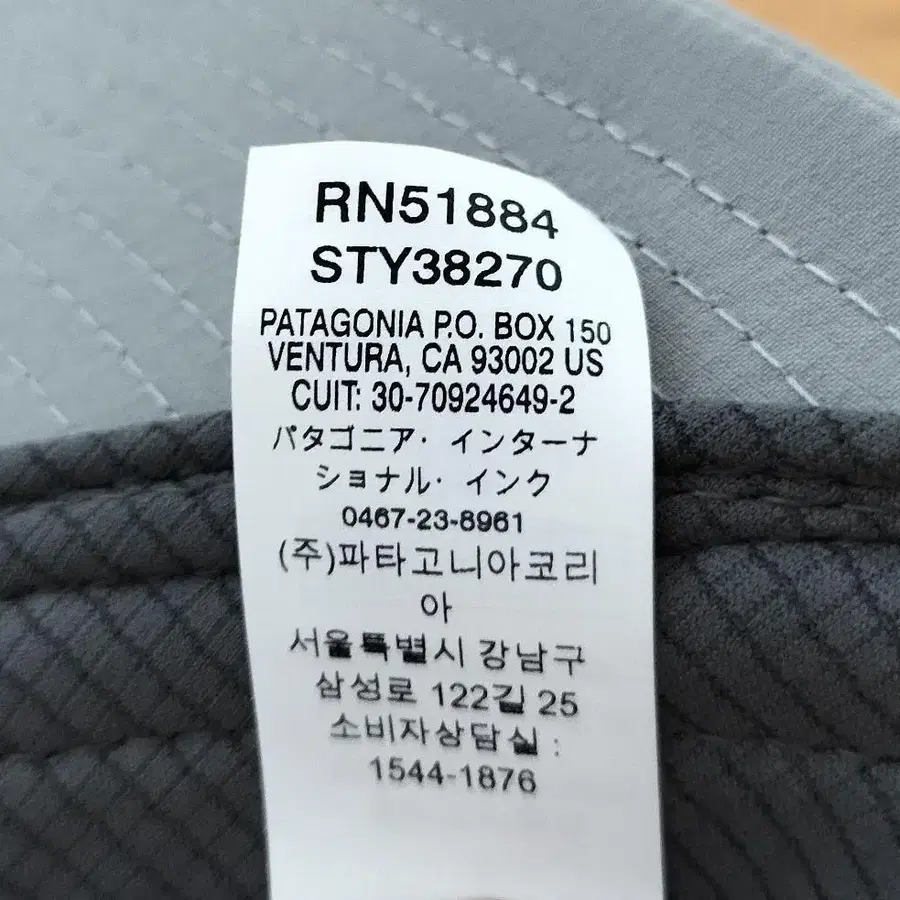 RN51884
STY38270
PATAGONIA P.O. BOX 150
VENTURA, CA 93002 US
CUIT: 30-70924649-2
パタゴニア・インターナ
ショナル・インク
0467-23-8961
(주)파타고니아코리
아
서울특별시 강남구
삼성로 122길 25
소비자상담실 :
1544-1876